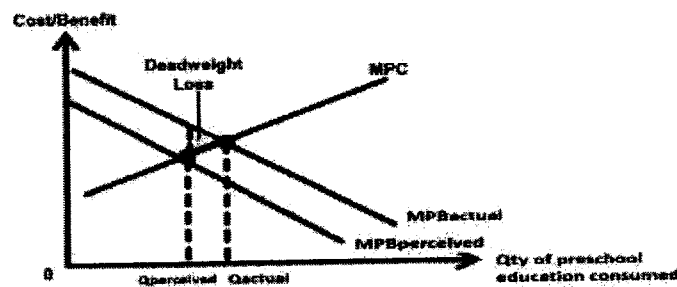 Cost/Benefit
Deadweight
Loss
MPC
MPBactual
MPBperceived
0
Qperceived Qactual
Qty of preschool
education consumed